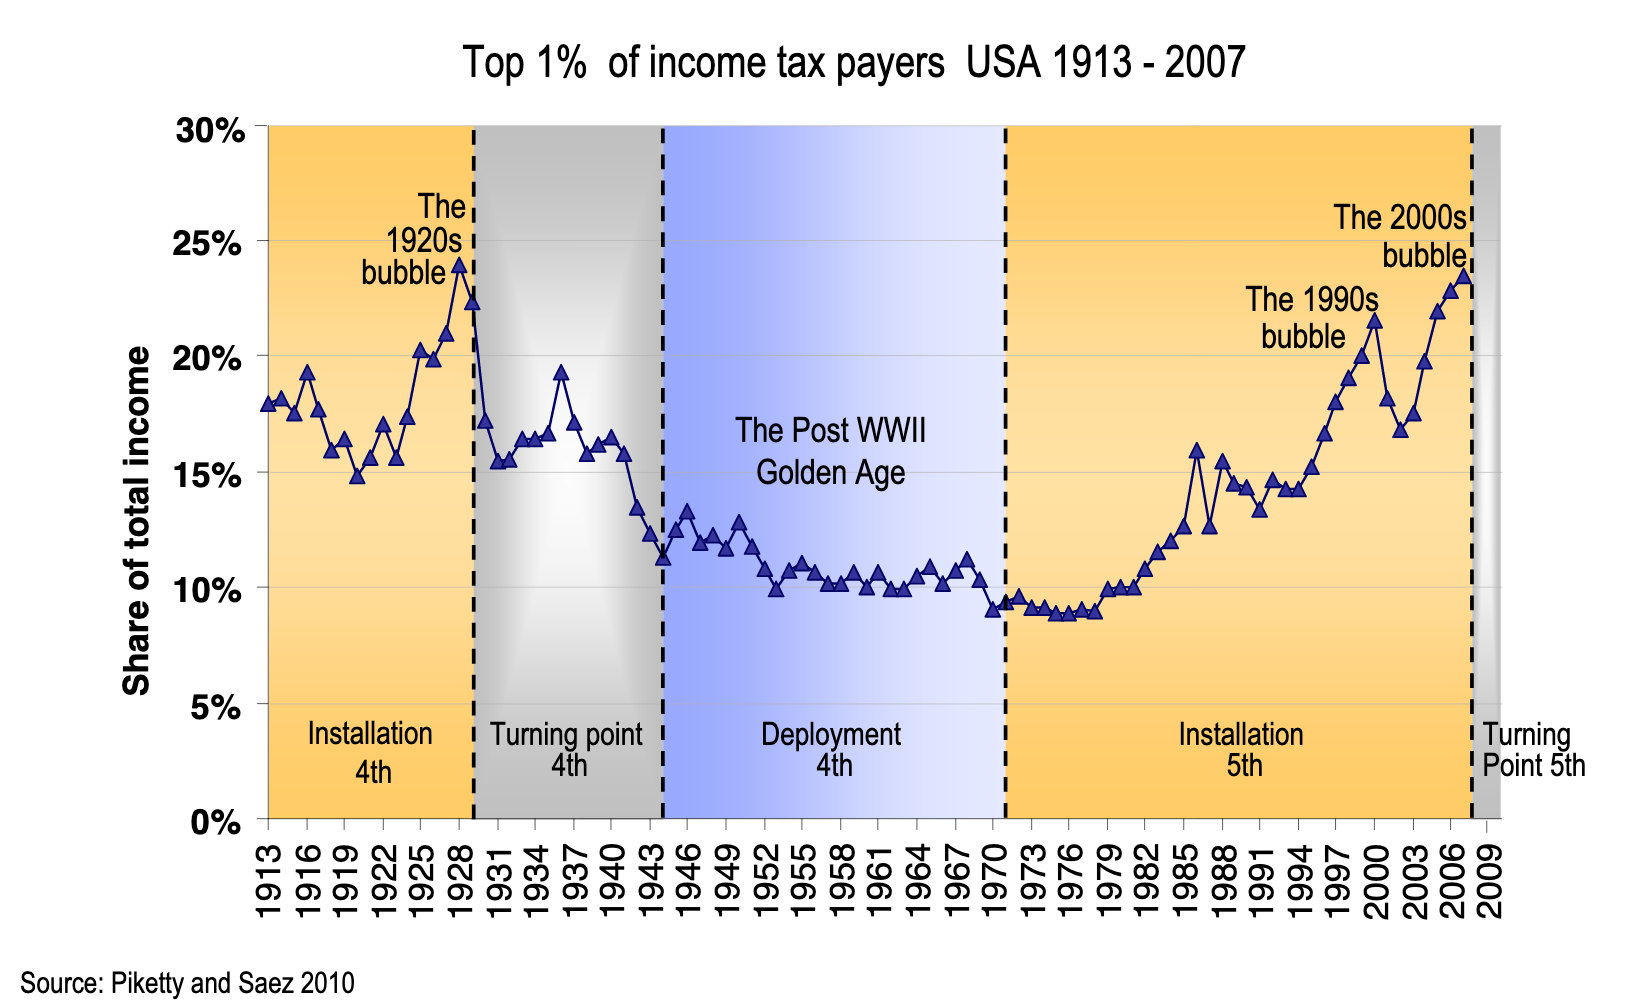 Top 1%  of income tax payers  USA 1913 - 2007
30%
25%
20%
15%
10%
5%
0%
Share of total income
The
1920s
bubble
The Post WWII
Golden Age
The 1990s
bubble
The 2000s
bubble
Installation
4th
Turning point
4th
Deployment
4th
Installation
5th
Turning
Point 5th
1913
1916
1919
1922
1925
1928
1931
1934
1937
1940
1943
1946
1949
1952
1955
1958
1961
1964
1967
1970
1973
1976
1979
1982
1985
1988
1991
1994
1997
2000
2003
2006
2009
Source: Piketty and Saez 2010